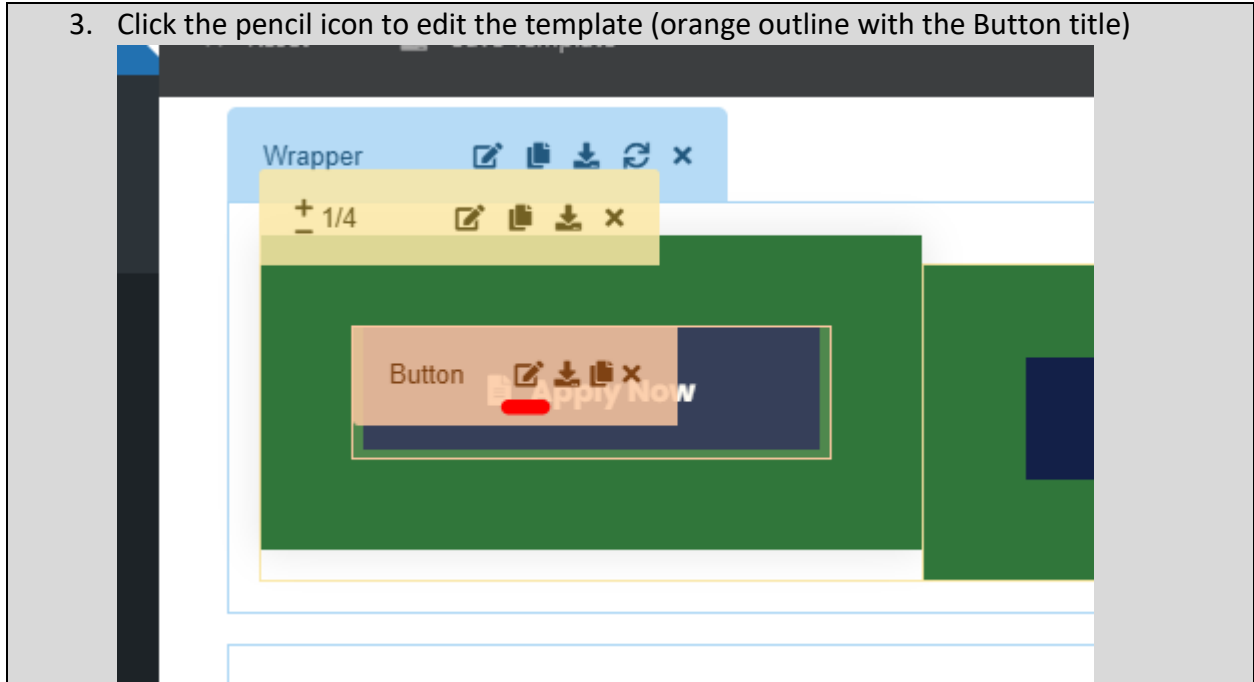 3. Click the pencil icon to edit the template (orange outline with the Button title)
Wrapper
1/4
Button
Apply Now